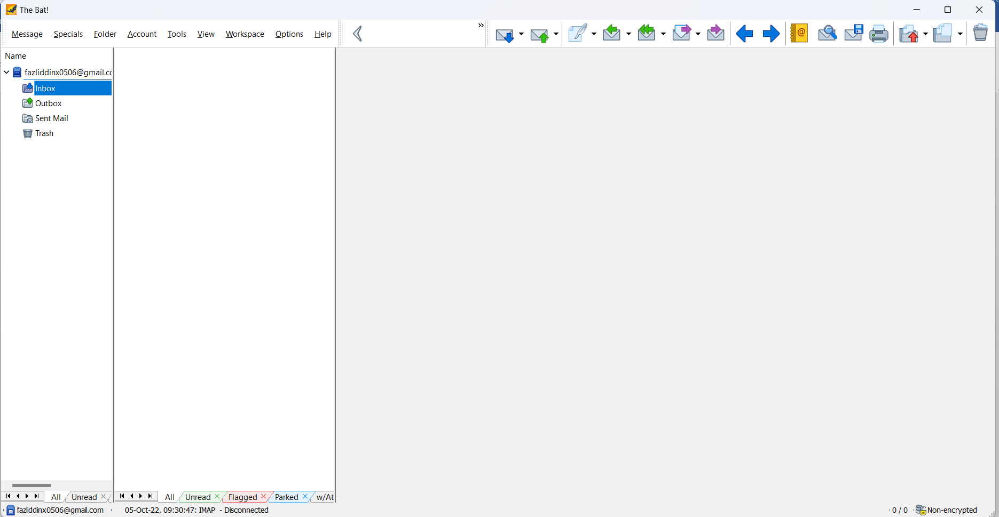 The Bat!
Message Specials Folder Account Tools View Workspace Options Help
Name
fazliddinx0506@gmail.cc
Inbox
Outbox
Sent Mail
Trash
All Unread All Unread Flagged Parked w/At
fazliddinx0506@gmail.com 05-Oct-22, 09:30:47: IMAP - Disconnected 0 / 0 Non-encrypted